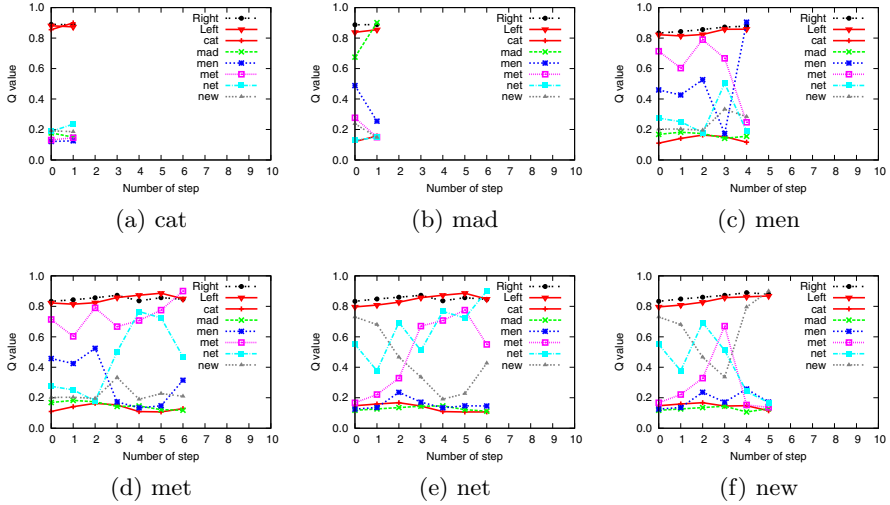 1.0
0.8
0.6
0.4
0.2
0.0
Q value
0 1 2 3 4 5 6 7 8 9 10
Number of step
Right
Left
cat
mad
men
met
net
new
(a) cat
1.0
0.8
0.6
0.4
0.2
0.0
Q value
0 1 2 3 4 5 6 7 8 9 10
Number of step
Right
Left
cat
mad
men
met
net
new
(b) mad
1.0
0.8
0.6
0.4
0.2
0.0
Q value
0 1 2 3 4 5 6 7 8 9 10
Number of step
Right
Left
cat
mad
men
met
net
new
(c) men
1.0
0.8
0.6
0.4
0.2
0.0
Q value
0 1 2 3 4 5 6 7 8 9 10
Number of step
Right
Left
cat
mad
men
met
net
new
(d) met
1.0
0.8
0.6
0.4
0.2
0.0
Q value
0 1 2 3 4 5 6 7 8 9 10
Number of step
Right
Left
cat
mad
men
met
net
new
(e) net
1.0
0.8
0.6
0.4
0.2
0.0
Q value
0 1 2 3 4 5 6 7 8 9 10
Number of step
Right
Left
cat
mad
men
met
net
new
(f) new